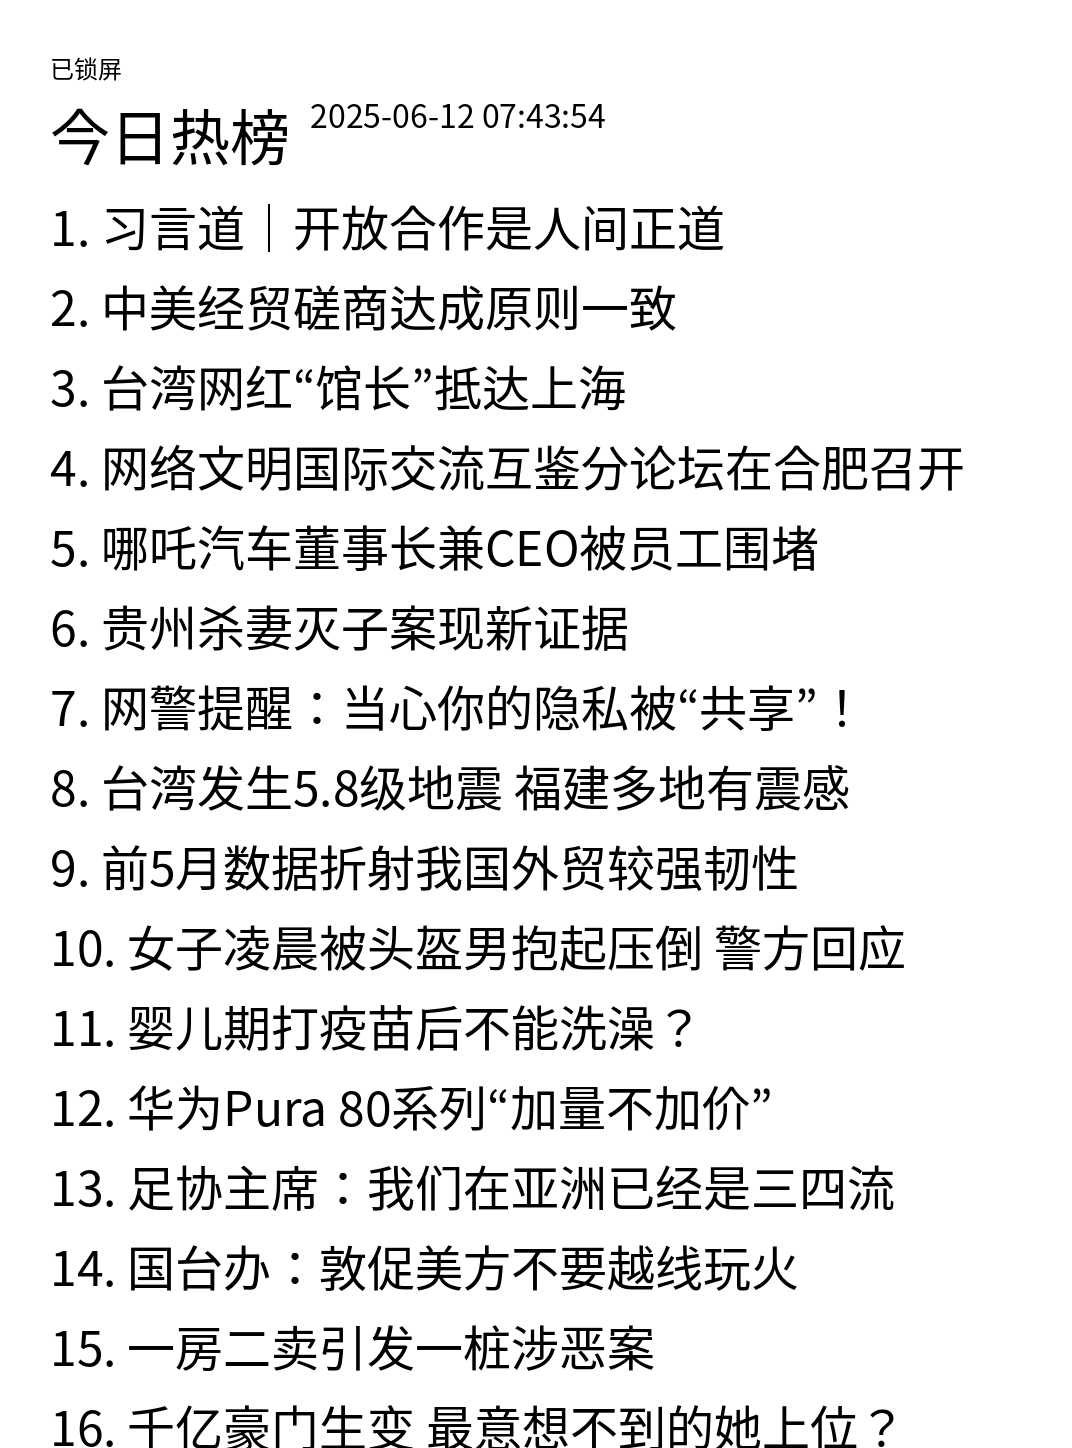 已锁屏
今日热榜 2025-06-12 07:43:54
1. 习言道｜开放合作是人间正道
2. 中美经贸磋商达成原则一致
3. 台湾网红“馆长”抵达上海
4. 网络文明国际交流互鉴分论坛在合肥召开
5. 哪吒汽车董事长兼CEO被员工围堵
6. 贵州杀妻灭子案现新证据
7. 网警提醒：当心你的隐私被“共享”！
8. 台湾发生5.8级地震 福建多地有震感
9. 前5月数据折射我国外贸较强韧性
10. 女子凌晨被头盔男抱起压倒 警方回应
11. 婴儿期打疫苗后不能洗澡？
12. 华为Pura 80系列“加量不加价”
13. 足协主席：我们在亚洲已经是三四流
14. 国台办：敦促美方不要越线玩火
15. 一房二卖引发一桩涉恶案
16. 千亿豪门生变 最意想不到的她上位？